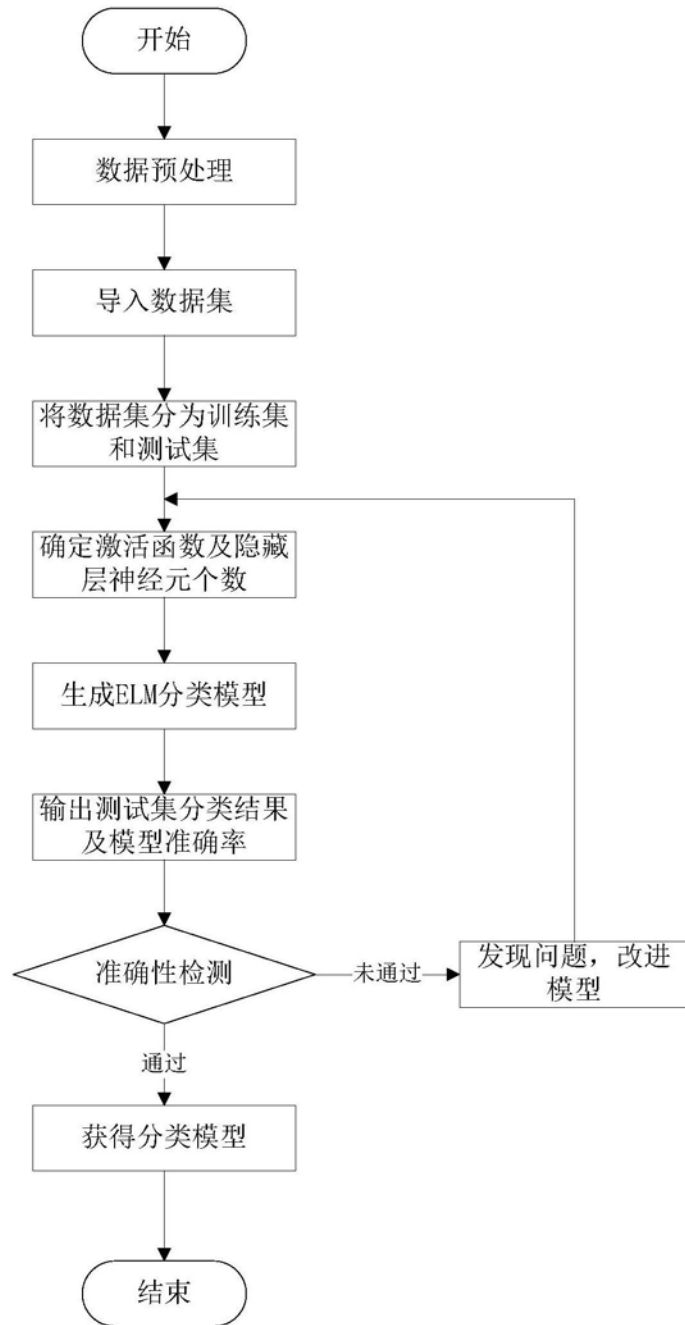 开始
数据预处理
导入数据集
将数据集分为训练集
和测试集
确定激活函数及隐藏
层神经元个数
生成ELM分类模型
输出测试集分类结果
及模型准确率
准确性检测
未通过
发现问题，改进
模型
通过
获得分类模型
结束